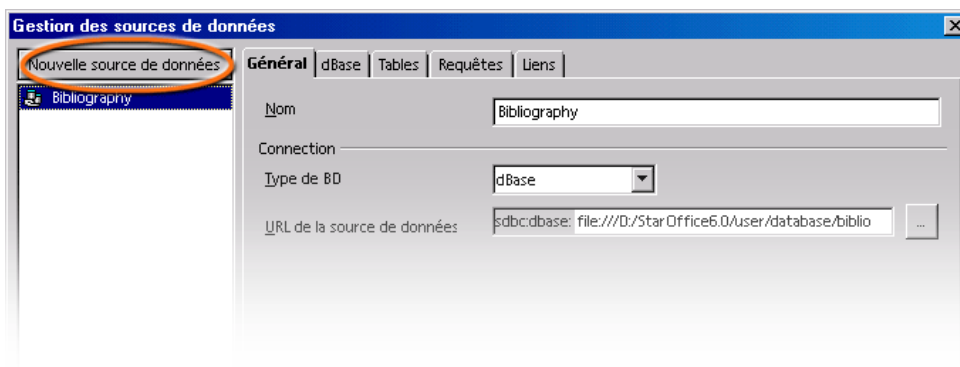 Gestion des sources de données
Nouvelle source de données
Bibliography
Général dBase Tables Requêtes Liens
Nom Bibliography
Connection
Type de BD dBase
URL de la source de données sdbc:dbase: file:///D:/StarOffice6.0/user/database/biblio ...